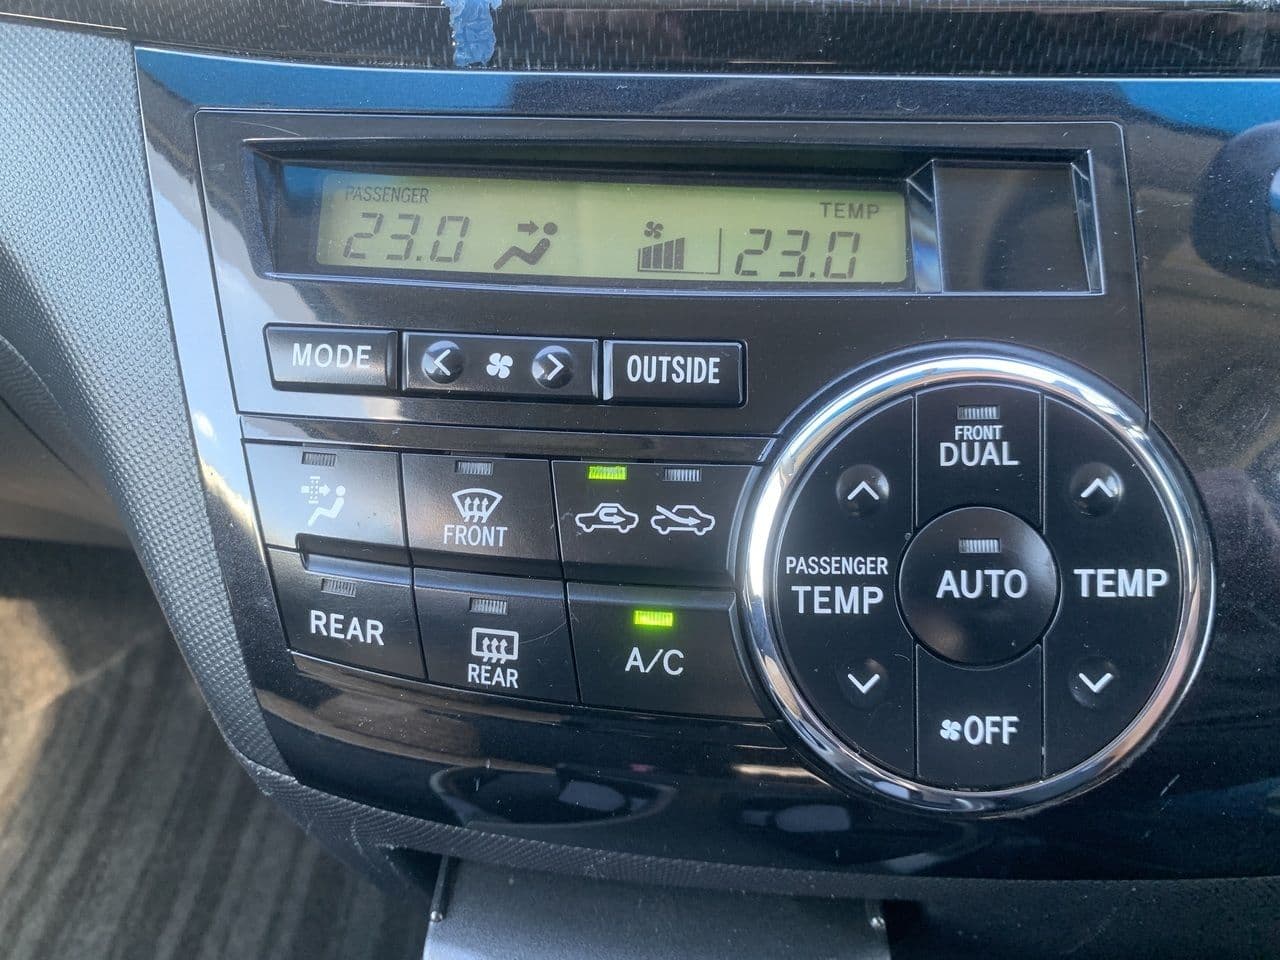 PASSENGER
23.0
TEMP
23.0
MODE
OUTSIDE
FRONT
DUAL
FRONT
PASSENGER
TEMP
AUTO
TEMP
REAR
REAR
A/C
OFF